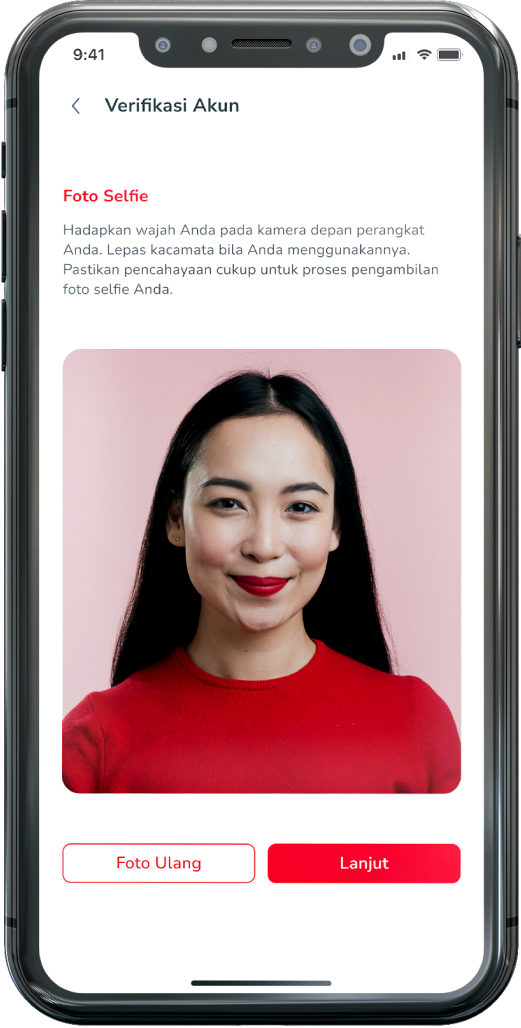 9:41
Verifikasi Akun
Foto Selfie
Hadapkan wajah Anda pada kamera depan perangkat
Anda. Lepas kacamata bila Anda menggunakannya.
Pastikan pencahayaan cukup untuk proses pengambilan
foto selfie Anda.
Foto Ulang
Lanjut